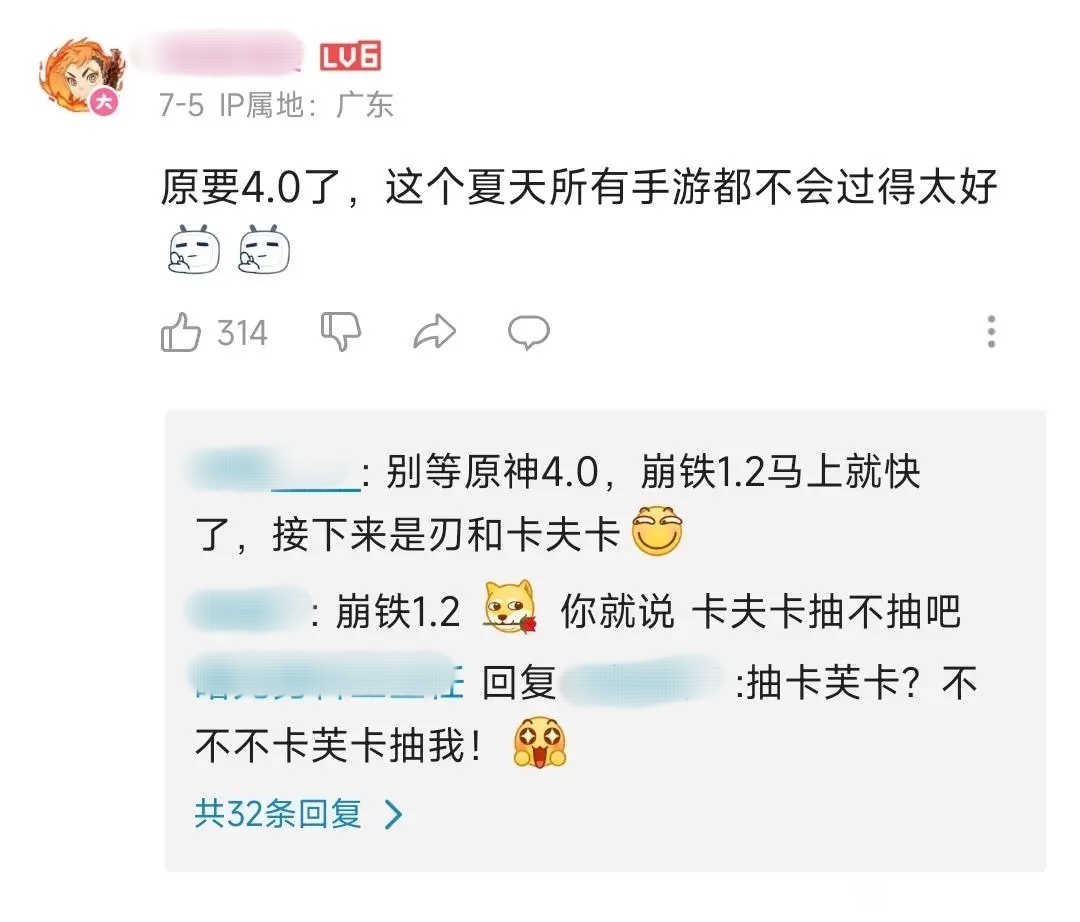 LV6
大
7-5 IP属地：广东
原要4.0了，这个夏天所有手游都不会过得太好
314
：别等原神4.0，崩铁1.2马上就快
了，接下来是刃和卡夫卡
：崩铁1.2 你就说 卡夫卡抽不抽吧
回复 :抽卡芙卡？不
不不卡芙卡抽我！
共32条回复